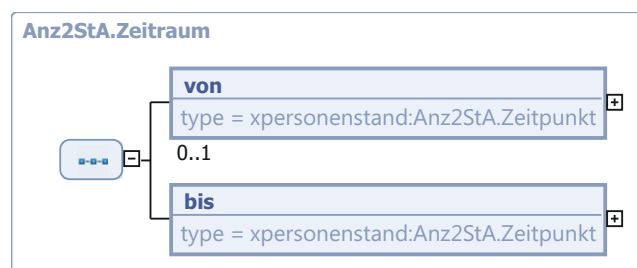 Anz2StA.Zeitraum
von
type = xpersonenstand:Anz2StA.Zeitpunkt
0..1
bis
type = xpersonenstand:Anz2StA.Zeitpunkt